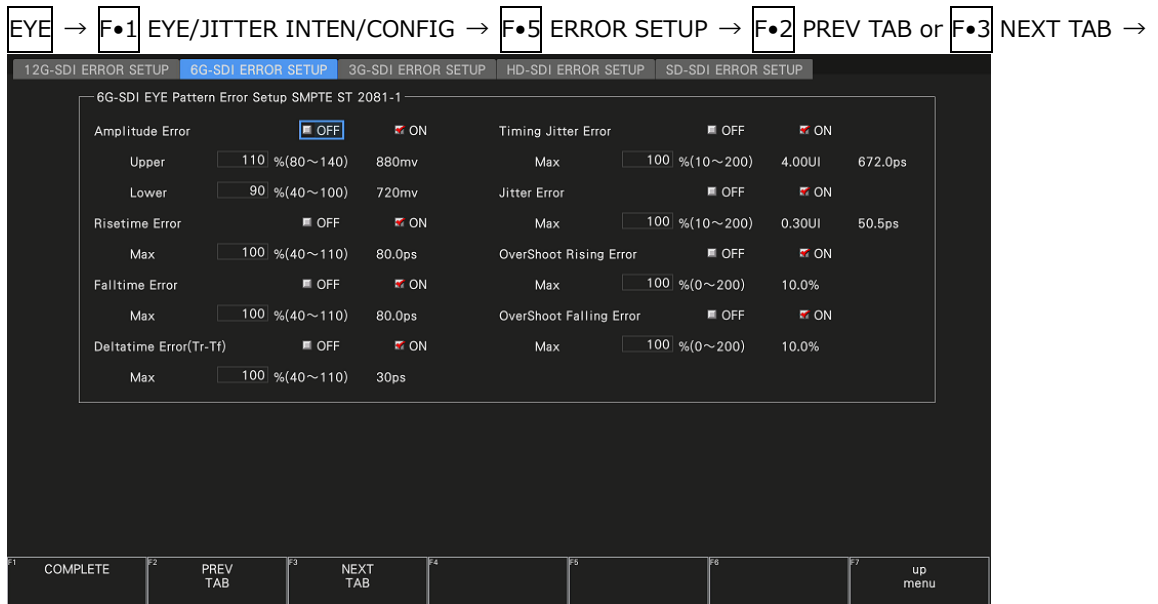 EYE → F•1 EYE/JITTER INTEN/CONFIG → F•5 ERROR SETUP → F•2 PREV TAB or F•3 NEXT TAB →
12G-SDI ERROR SETUP 6G-SDI ERROR SETUP 3G-SDI ERROR SETUP HD-SDI ERROR SETUP SD-SDI ERROR SETUP
6G-SDI EYE Pattern Error Setup SMPTE ST 2081-1
Amplitude Error OFF ON Timing Jitter Error OFF ON
Upper 110 %(80～140) 880mv Max 100 %(10～200) 4.00UI 672.0ps
Lower 90 %(40～100) 720mv Jitter Error OFF ON
Risetime Error OFF ON Max 100 %(10～200) 0.30UI 50.5ps
Max 100 %(40～110) 80.0ps OverShoot Rising Error OFF ON
Falltime Error OFF ON Max 100 %(0～200) 10.0%
Max 100 %(40～110) 80.0ps OverShoot Falling Error OFF ON
Deltatime Error(Tr-Tf) OFF ON Max 100 %(0～200) 10.0%
Max 100 %(40～110) 30ps
F1 COMPLETE F2 PREV TAB F3 NEXT TAB F4 F5 F6 F7 up menu